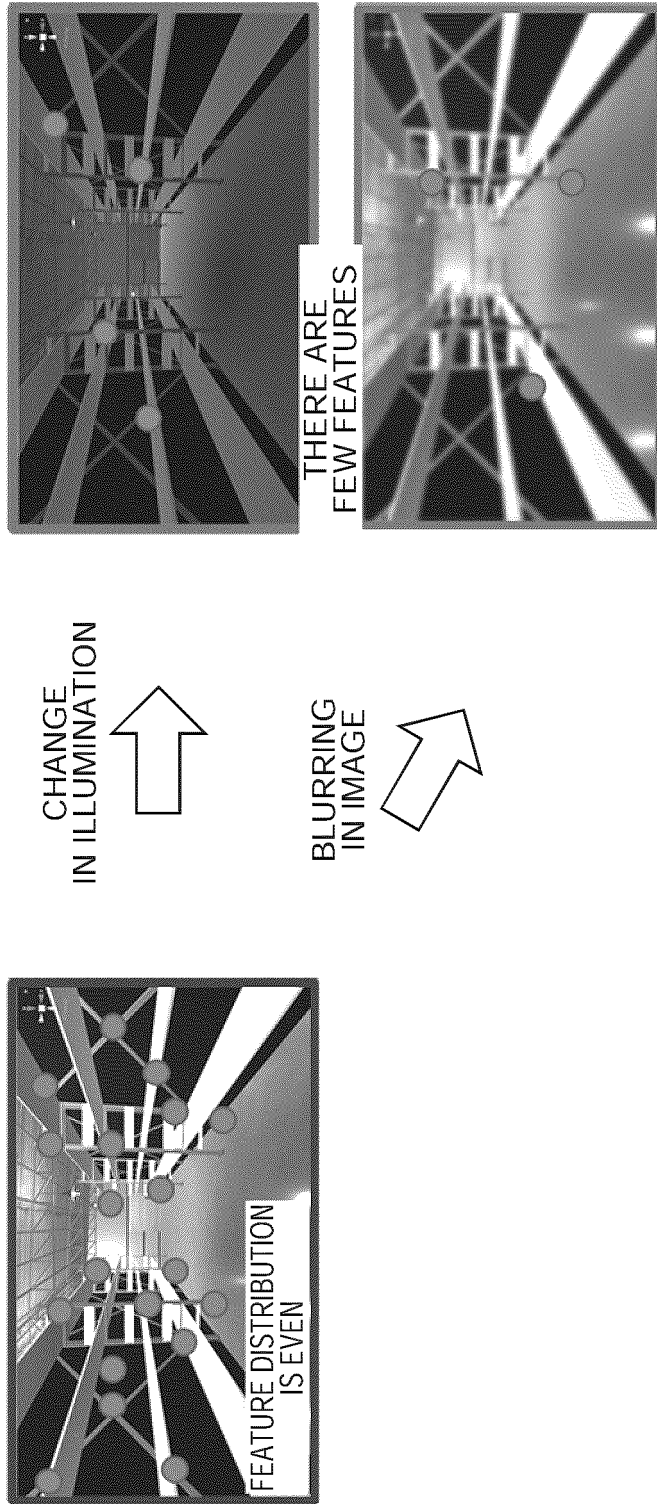 FEATURE DISTRIBUTION
IS EVEN
CHANGE
IN ILLUMINATION
BLURRING
IN IMAGE
THERE ARE
FEW FEATURES